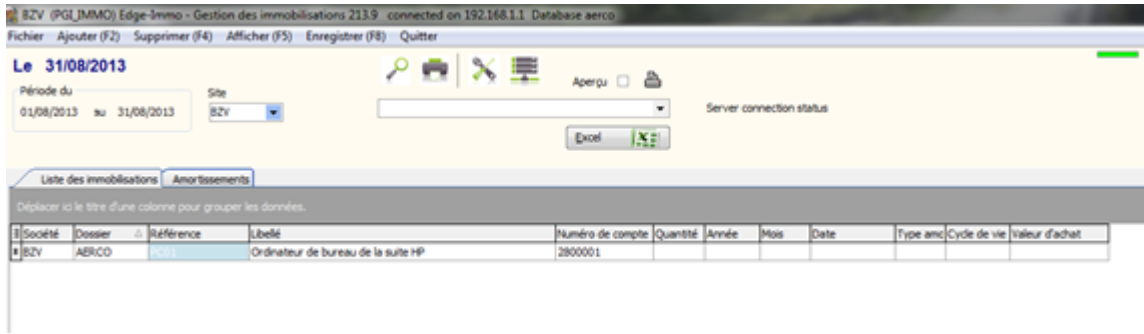 BZV (PGI_IMMO) Edge-Immo - Gestion des immobilisations 213.9 connected on 192.168.1.1 Database aerco
Fichier Ajouter (F2) Supprimer (F4) Afficher (F5) Enregistrer (F8) Quitter
Le 31/08/2013
Aperçu
Période du
Site
01/08/2013 au 31/08/2013 BZV
Server connection status
Excel
Liste des immobilisations Amortissements
Déplacer ici le titre d'une colonne pour grouper les données.
Société Dossier Référence Libellé Numéro de compte Quantité Année Mois Date Type amo Cycle de vie Valeur d'achat
BZV AERCO PC01 Ordinateur de bureau de la suite HP 2800001